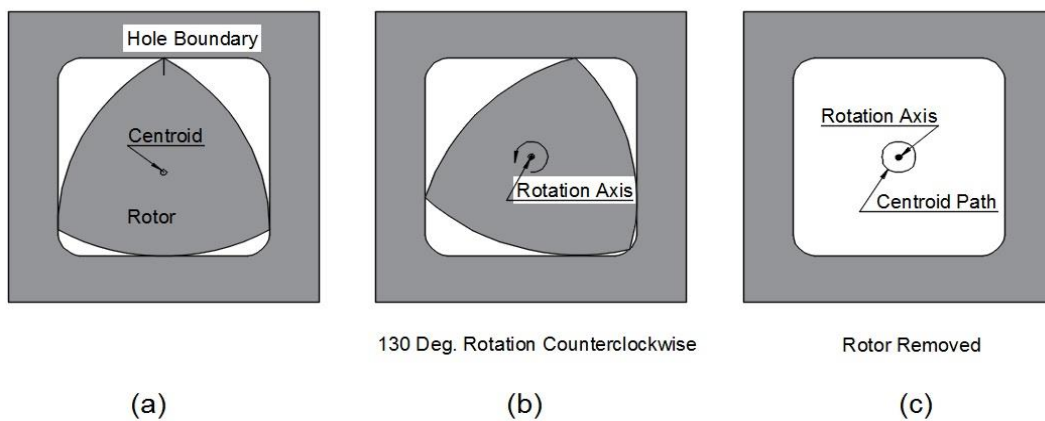 Hole Boundary
Centroid
Rotor
Rotation Axis
Rotation Axis
Centroid Path
130 Deg. Rotation Counterclockwise
Rotor Removed
(a)
(b)
(c)